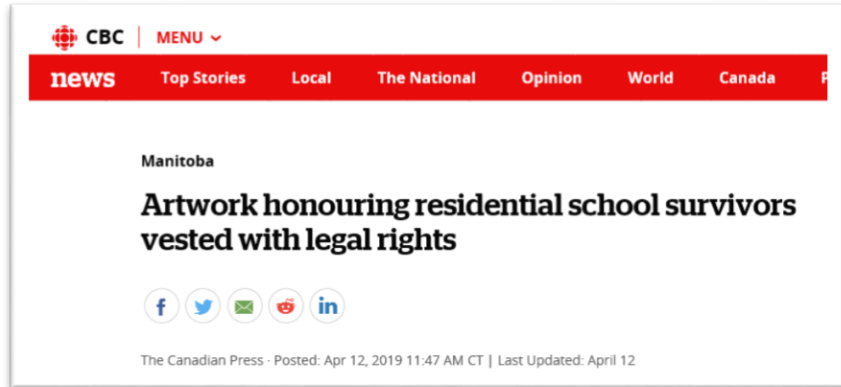 CBC MENU
news Top Stories Local The National Opinion World Canada
Manitoba
Artwork honouring residential school survivors
vested with legal rights
The Canadian Press · Posted: Apr 12, 2019 11:47 AM CT | Last Updated: April 12